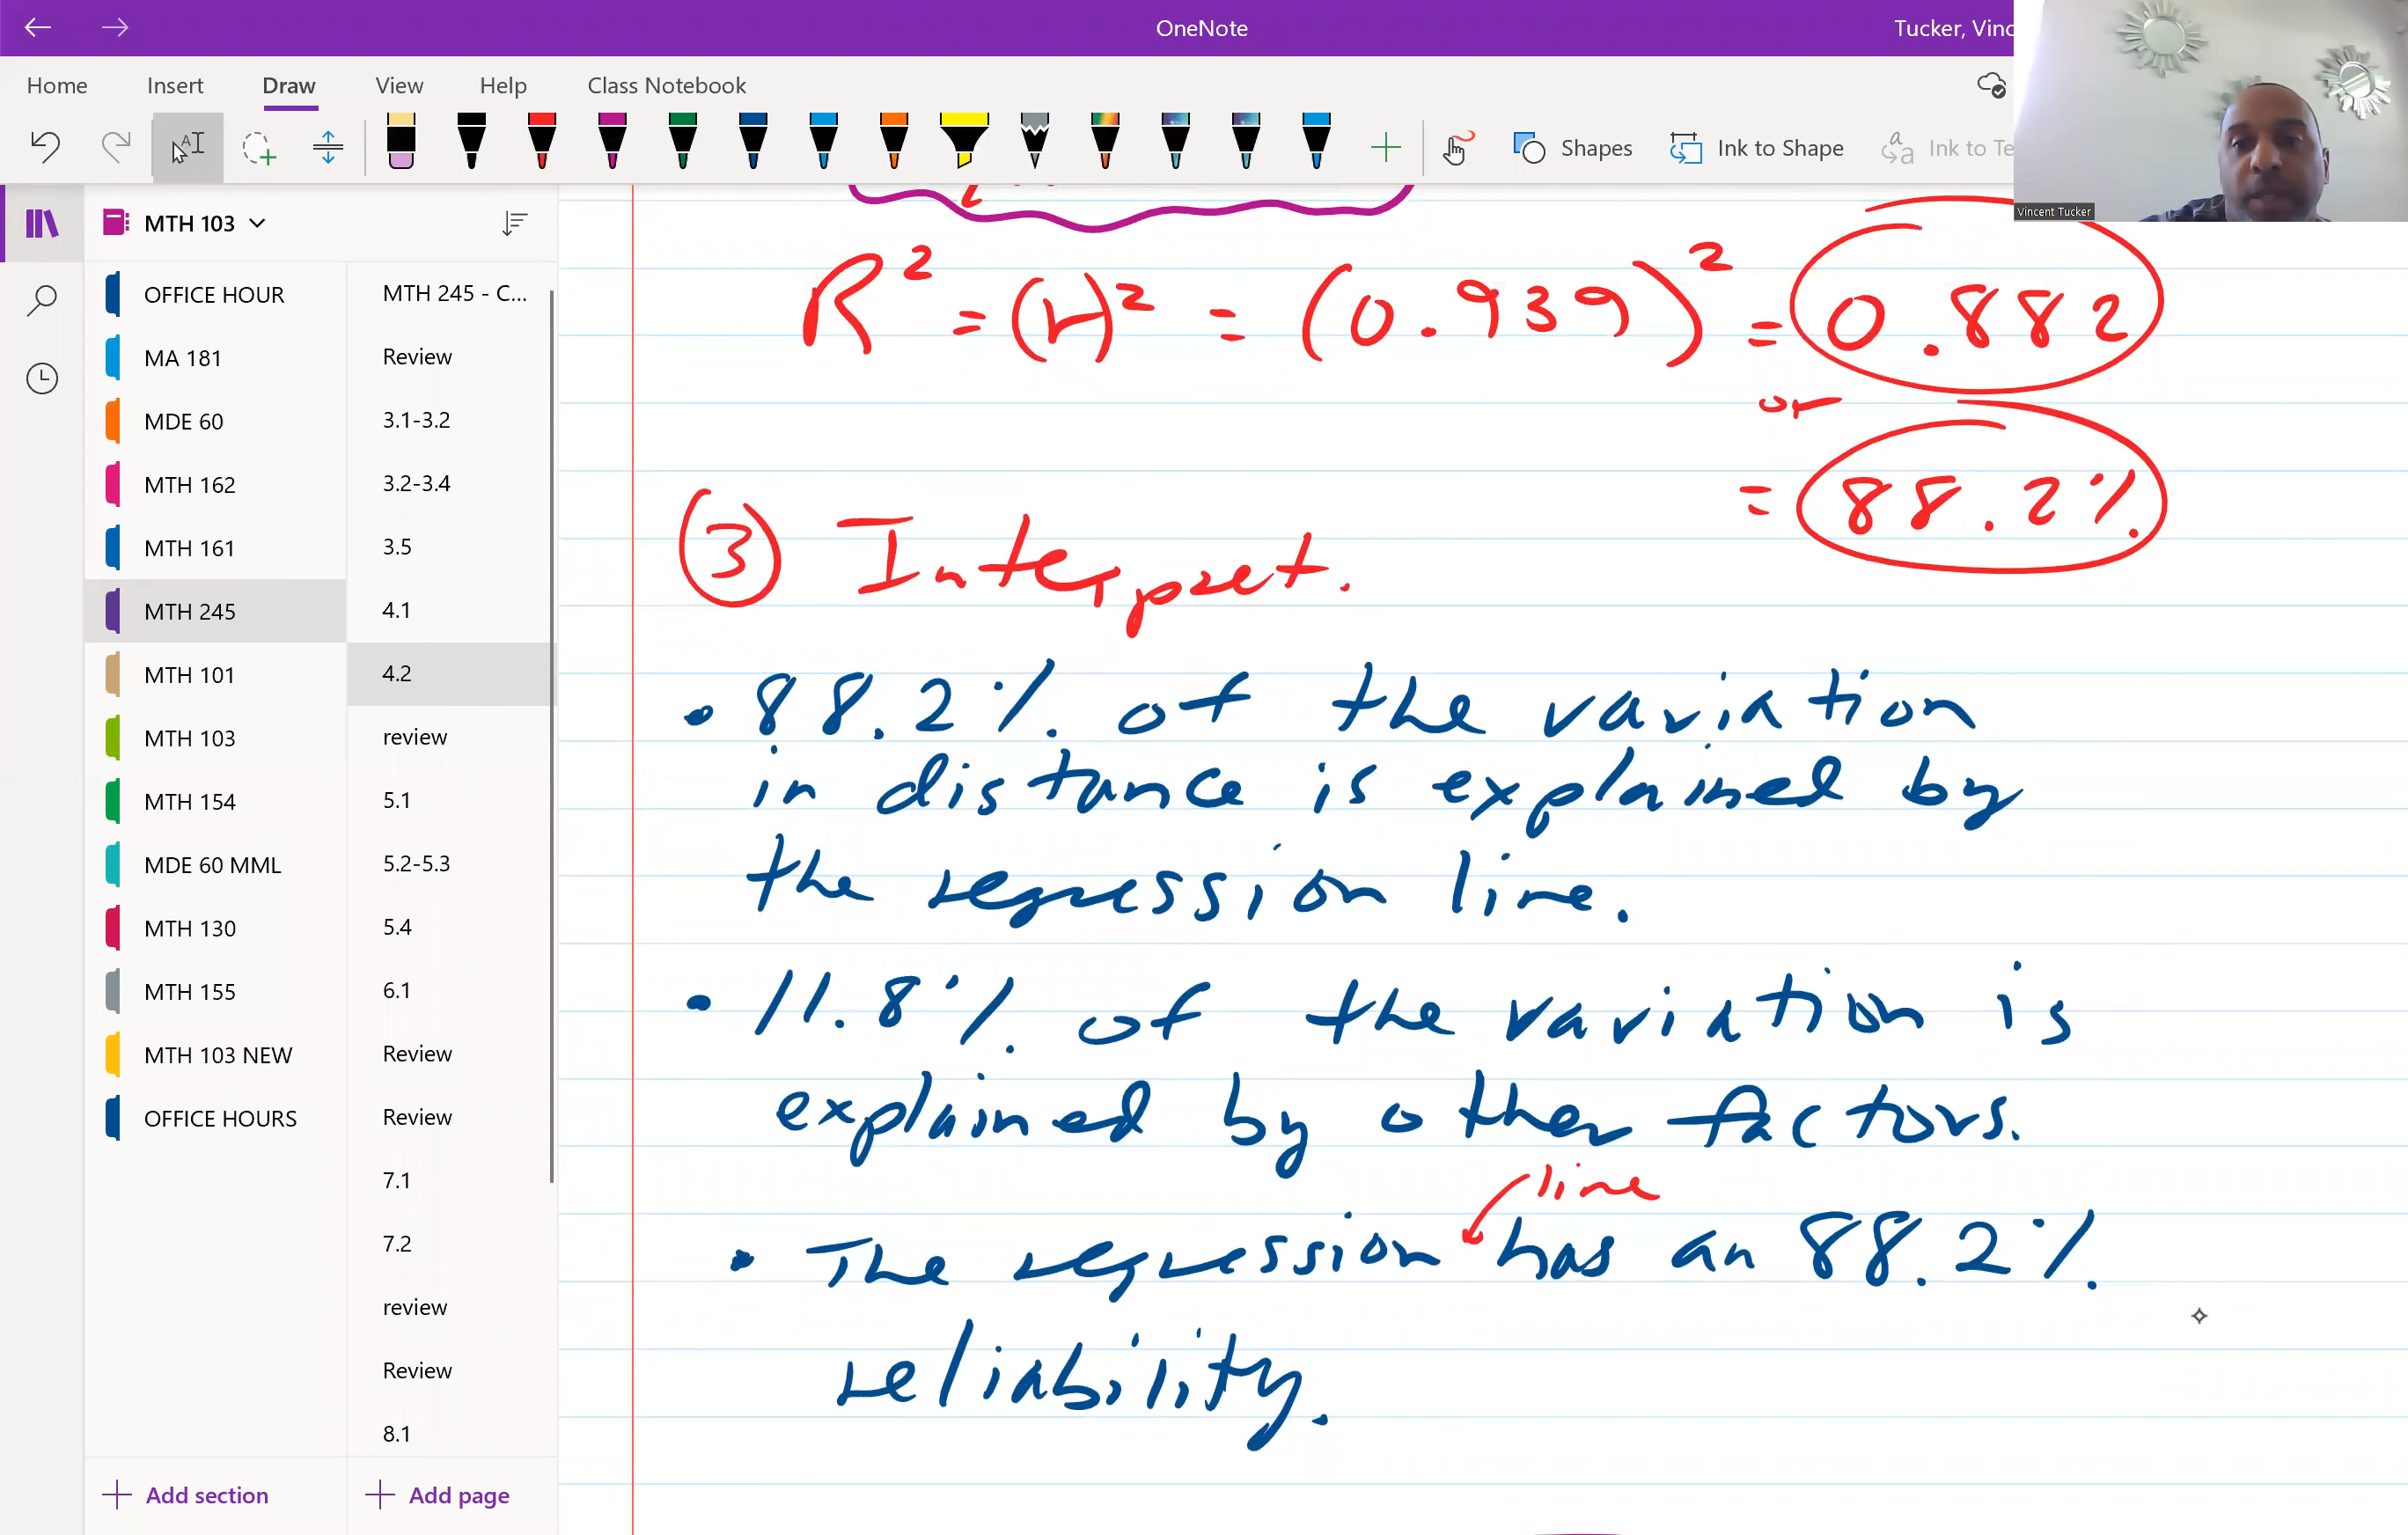 OneNote
Tucker, Vinc
Home Insert Draw View Help Class Notebook
Shapes Ink to Shape Ink to Te
Vincent Tucker
MTH 103
OFFICE HOUR
MA 181
MDE 60
MTH 162
MTH 161
MTH 245
MTH 101
MTH 103
MTH 154
MDE 60 MML
MTH 130
MTH 155
MTH 103 NEW
OFFICE HOURS
Add section
MTH 245 - C...
Review
3.1-3.2
3.2-3.4
3.5
4.1
4.2
review
5.1
5.2-5.3
5.4
6.1
Review
Review
7.1
7.2
review
Review
8.1
Add page
R² = (r)² = (0.939)² = 0.882
or
= 88.2%
③ Interpret.
• 88.2% of the variation
in distance is explained by
the regression line.
• 11.8% of the variation is
explained by other factors.
line
• The regression has an 88.2%
reliability.